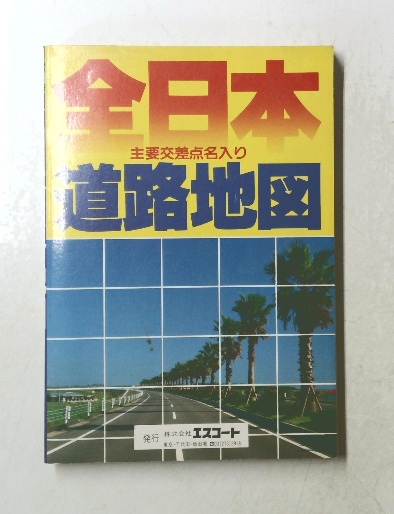 全日本
主要交差点名入り
道路地図
発行 株式会社 エスコート